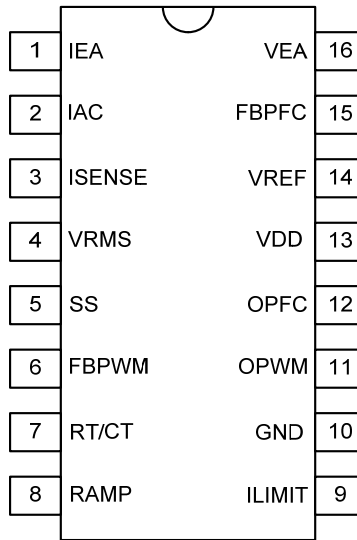 1 IEA VEA 16
2 IAC FBPFC 15
3 ISENSE VREF 14
4 VRMS VDD 13
5 SS OPFC 12
6 FBPWM OPWM 11
7 RT/CT GND 10
8 RAMP ILIMIT 9